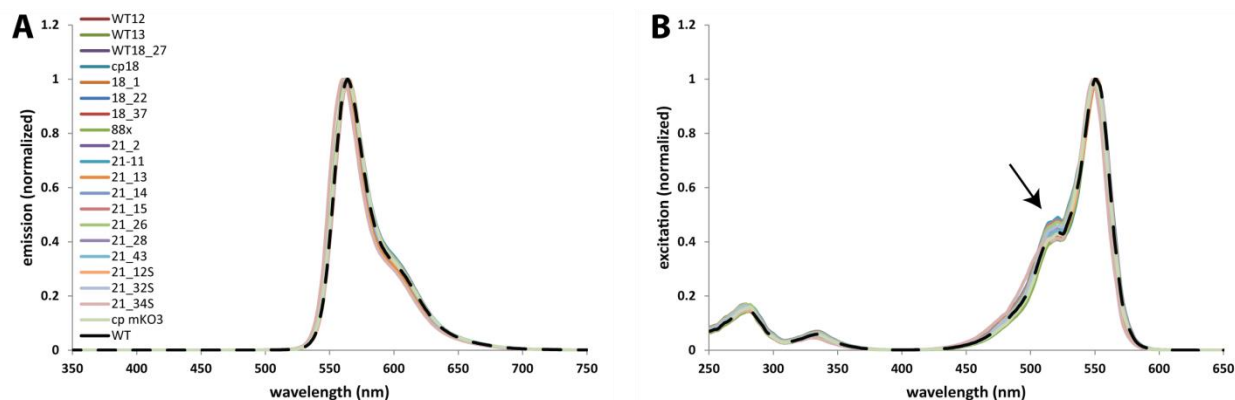 A
1.2
1
0.8
0.6
0.4
0.2
0
emission (normalized)
WT12
WT13
WT18_27
cp18
18_1
18_22
18_37
88x
21_2
21-11
21_13
21_14
21_15
21_26
21_28
21_43
21_12S
21_32S
21_34S
cp mKO3
WT
350 400 450 500 550 600 650 700 750
wavelength (nm)
B
1.2
1
0.8
0.6
0.4
0.2
0
excitation (normalized)
250 300 350 400 450 500 550 600 650
wavelength (nm)